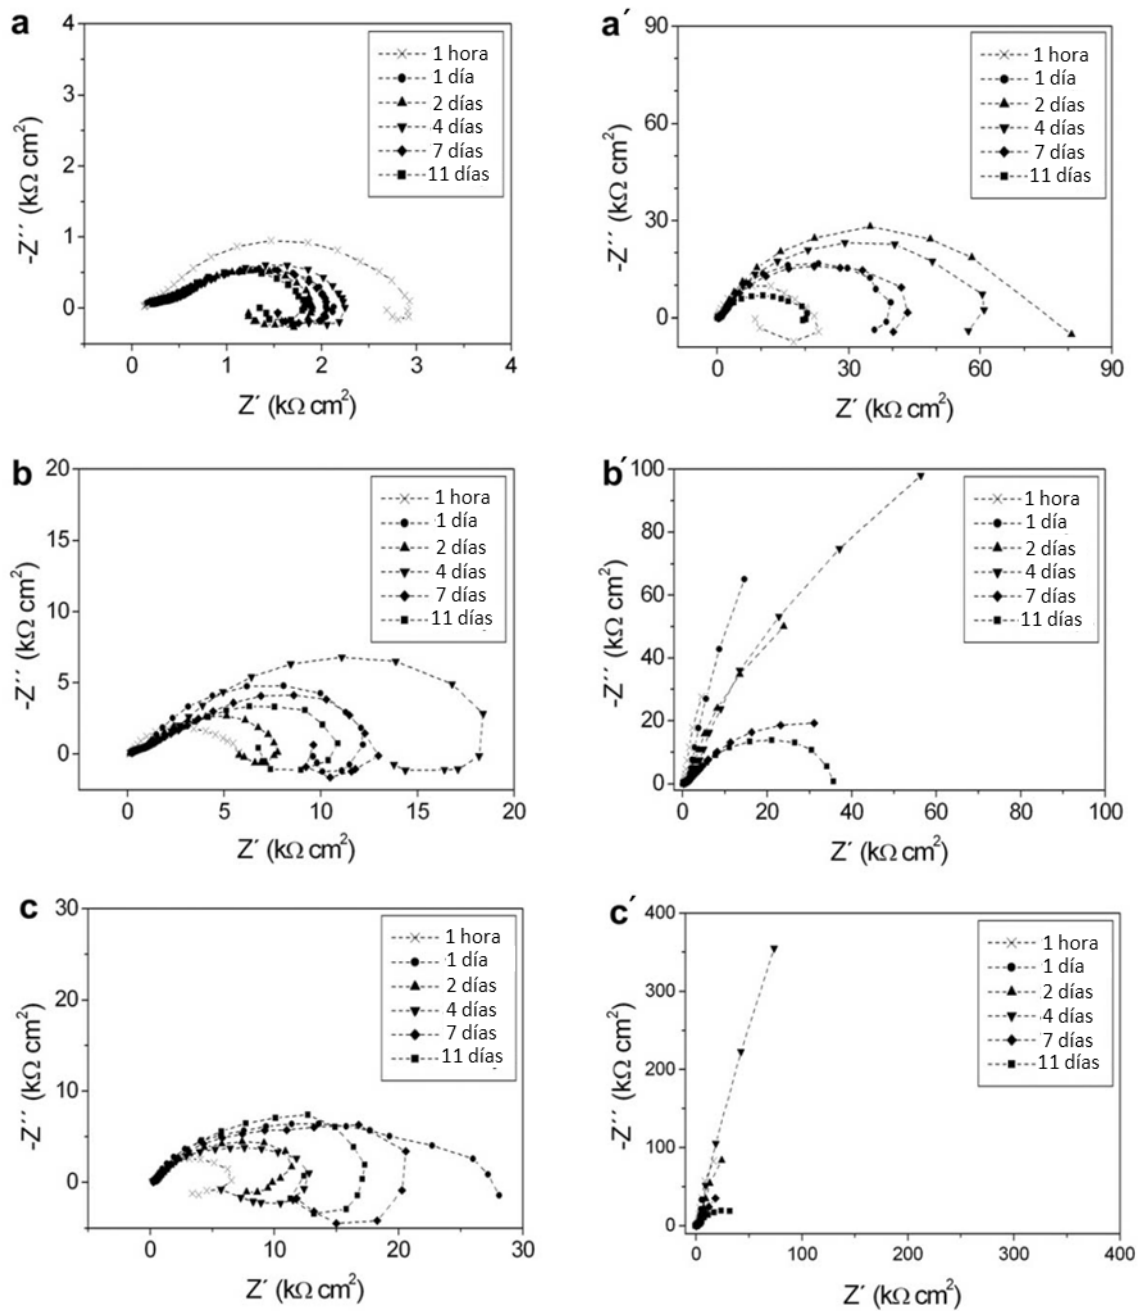 a
4
3
2
1
0
-Z´´ (kΩ cm²)
0 1 2 3 4
Z´ (kΩ cm²)
1 hora
1 día
2 días
4 días
7 días
11 días
a´
90
60
30
0
-Z´´ (kΩ cm²)
0 30 60 90
Z´ (kΩ cm²)
1 hora
1 día
2 días
4 días
7 días
11 días
b
20
15
10
5
0
-Z´´ (kΩ cm²)
0 5 10 15 20
Z´ (kΩ cm²)
1 hora
1 día
2 días
4 días
7 días
11 días
b´
100
80
60
40
20
0
-Z´´ (kΩ cm²)
0 20 40 60 80 100
Z´ (kΩ cm²)
1 hora
1 día
2 días
4 días
7 días
11 días
c
30
20
10
0
-Z´´ (kΩ cm²)
0 10 20 30
Z´ (kΩ cm²)
1 hora
1 día
2 días
4 días
7 días
11 días
c´
400
300
200
100
0
-Z´´ (kΩ cm²)
0 100 200 300 400
Z´ (kΩ cm²)
1 hora
1 día
2 días
4 días
7 días
11 días